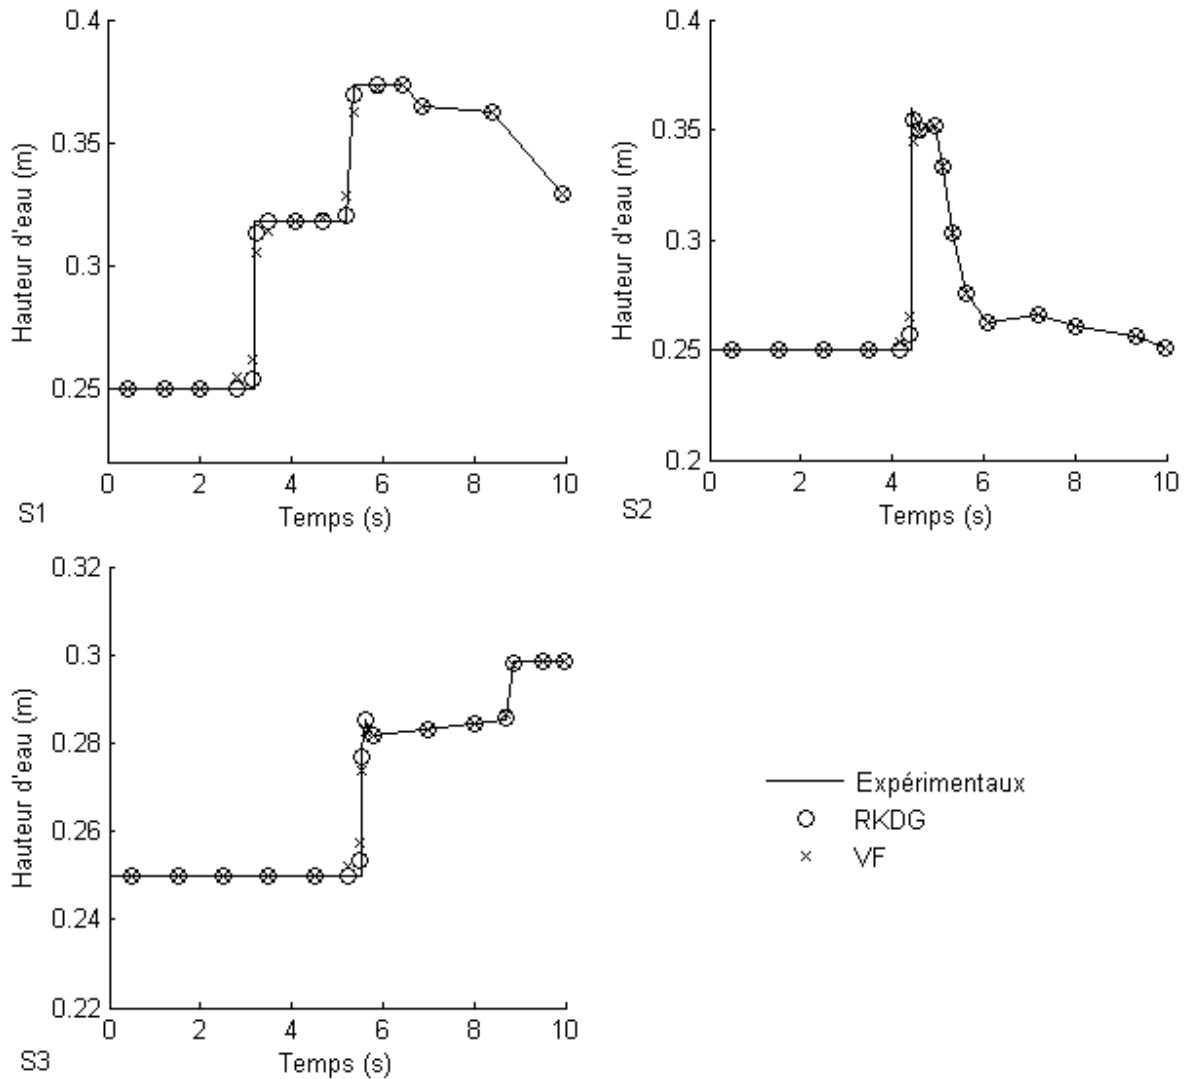 0.4
0.35
0.3
0.25
Hauteur d'eau (m)
0 2 4 6 8 10
Temps (s)
S1
0.4
0.35
0.3
0.25
0.2
Hauteur d'eau (m)
0 2 4 6 8 10
Temps (s)
S2
0.32
0.3
0.28
0.26
0.24
0.22
Hauteur d'eau (m)
0 2 4 6 8 10
Temps (s)
S3
Expérimentaux
RKDG
VF